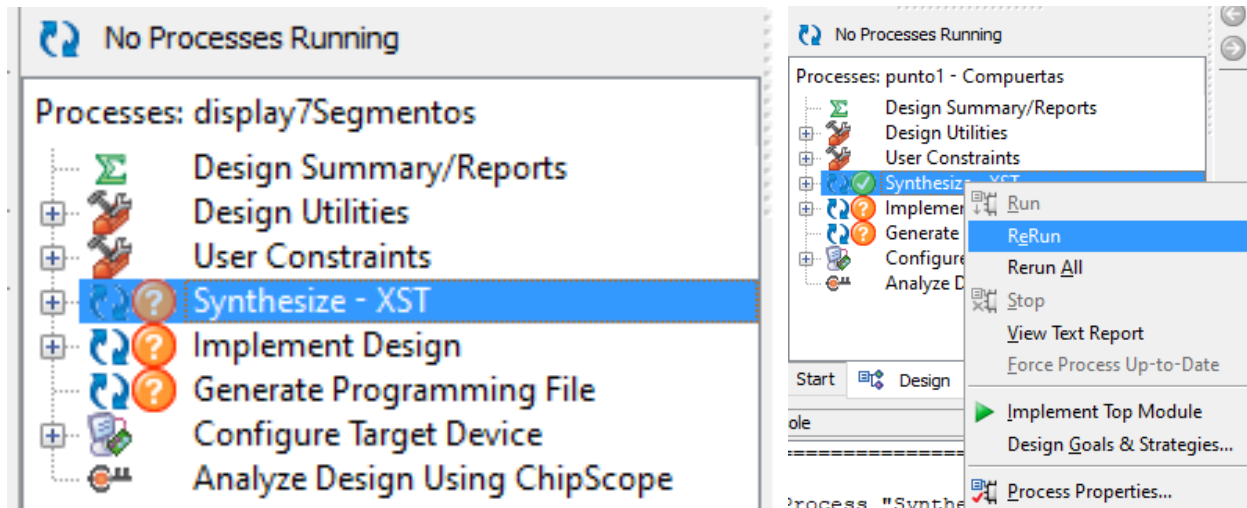 No Processes Running
Processes: display7Segmentos
Design Summary/Reports
Design Utilities
User Constraints
Synthesize - XST
Implement Design
Generate Programming File
Configure Target Device
Analyze Design Using ChipScope
No Processes Running
Processes: punto1 - Compuertas
Design Summary/Reports
Design Utilities
User Constraints
Synthesize - XST
Implemen
Generate
Configure
Analyze D
Run
ReRun
Rerun All
Stop
View Text Report
Force Process Up-to-Date
Implement Top Module
Design Goals & Strategies...
Process Properties...
Start
Design
ole
Process "Synthe